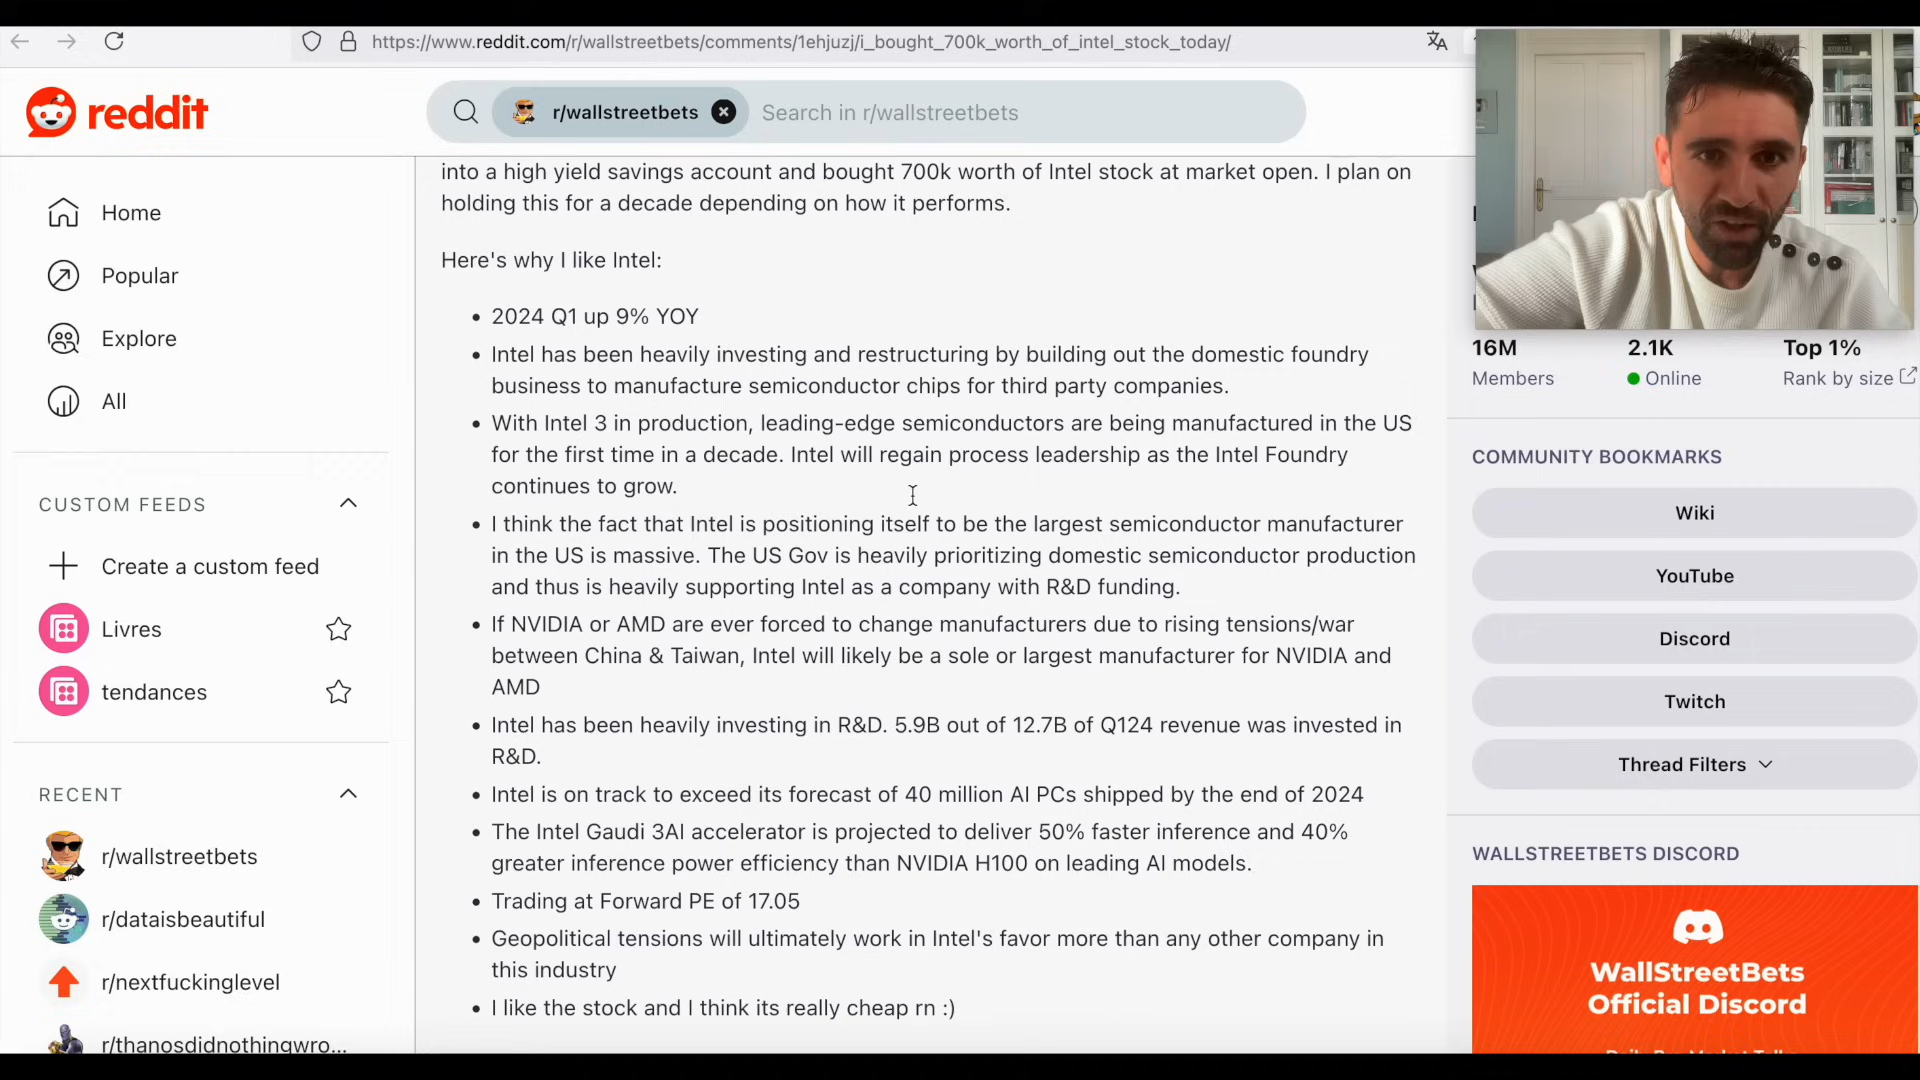 https://www.reddit.com/r/wallstreetbets/comments/1ehjuzj/i_bought_700k_worth_of_intel_stock_today/
reddit
r/wallstreetbets
Search in r/wallstreetbets
Home
Popular
Explore
All
CUSTOM FEEDS
Create a custom feed
Livres
tendances
RECENT
r/wallstreetbets
r/dataisbeautiful
r/nextfuckinglevel
r/thanosdidnothingwro...
into a high yield savings account and bought 700k worth of Intel stock at market open. I plan on
holding this for a decade depending on how it performs.
Here's why I like Intel:
• 2024 Q1 up 9% YOY
• Intel has been heavily investing and restructuring by building out the domestic foundry
business to manufacture semiconductor chips for third party companies.
• With Intel 3 in production, leading-edge semiconductors are being manufactured in the US
for the first time in a decade. Intel will regain process leadership as the Intel Foundry
continues to grow.
• I think the fact that Intel is positioning itself to be the largest semiconductor manufacturer
in the US is massive. The US Gov is heavily prioritizing domestic semiconductor production
and thus is heavily supporting Intel as a company with R&D funding.
• If NVIDIA or AMD are ever forced to change manufacturers due to rising tensions/war
between China & Taiwan, Intel will likely be a sole or largest manufacturer for NVIDIA and
AMD
• Intel has been heavily investing in R&D. 5.9B out of 12.7B of Q124 revenue was invested in
R&D.
• Intel is on track to exceed its forecast of 40 million AI PCs shipped by the end of 2024
• The Intel Gaudi 3AI accelerator is projected to deliver 50% faster inference and 40%
greater inference power efficiency than NVIDIA H100 on leading AI models.
• Trading at Forward PE of 17.05
• Geopolitical tensions will ultimately work in Intel's favor more than any other company in
this industry
• I like the stock and I think its really cheap rn :)
16M 2.1K Top 1%
Members Online Rank by size
COMMUNITY BOOKMARKS
Wiki
YouTube
Discord
Twitch
Thread Filters
WALLSTREETBETS DISCORD
WallStreetBets
Official Discord